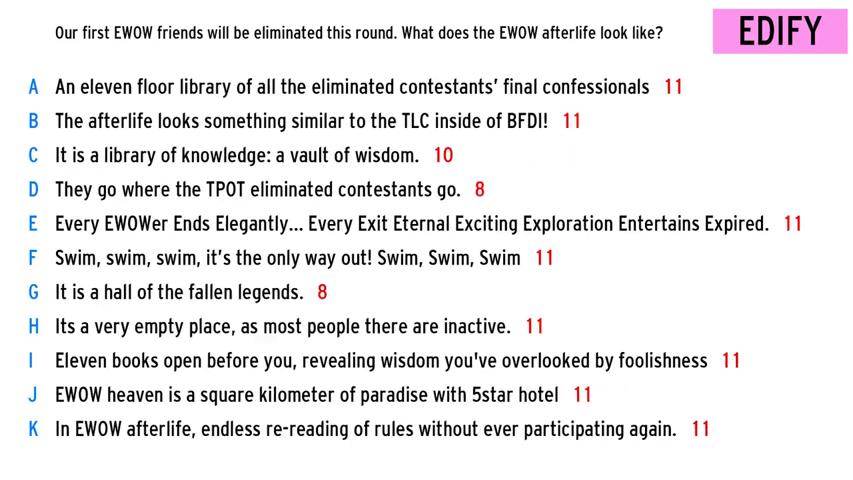 Our first EWOW friends will be eliminated this round. What does the EWOW afterlife look like?
EDIFY
A An eleven floor library of all the eliminated contestants' final confessionals 11
B The afterlife looks something similar to the TLC inside of BFDI! 11
C It is a library of knowledge: a vault of wisdom. 10
D They go where the TPOT eliminated contestants go. 8
E Every EWOWer Ends Elegantly... Every Exit Eternal Exciting Exploration Entertains Expired. 11
F Swim, swim, swim, it's the only way out! Swim, Swim, Swim 11
G It is a hall of the fallen legends. 8
H Its a very empty place, as most people there are inactive. 11
I Eleven books open before you, revealing wisdom you've overlooked by foolishness 11
J EWOW heaven is a square kilometer of paradise with 5star hotel 11
K In EWOW afterlife, endless re-reading of rules without ever participating again. 11